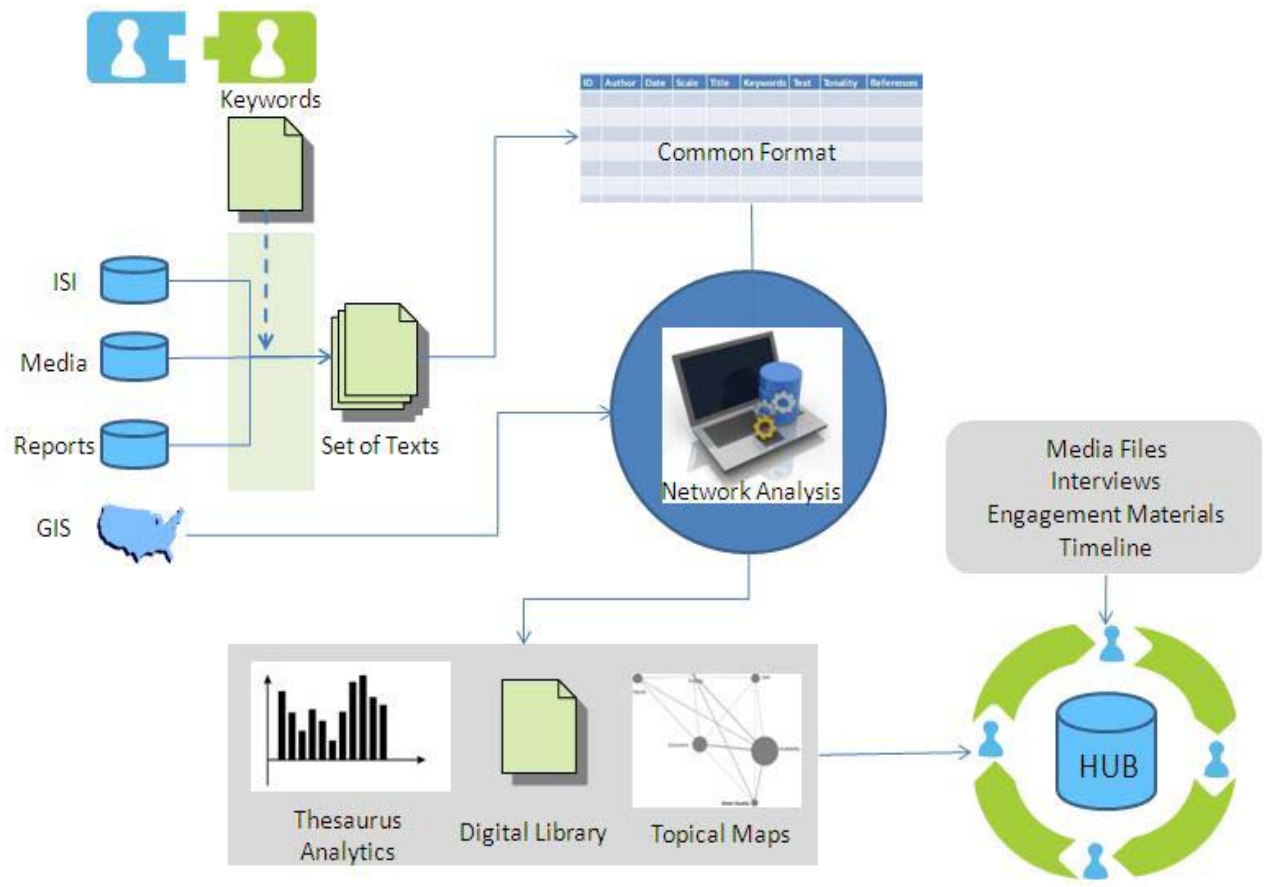 Keywords
ID Author Date Scale Title Keywords Text Tonality References
Common Format
ISI
Media
Reports
Set of Texts
GIS
Network Analysis
Media Files
Interviews
Engagement Materials
Timeline
Thesaurus
Analytics
Digital Library
Topical Maps
HUB